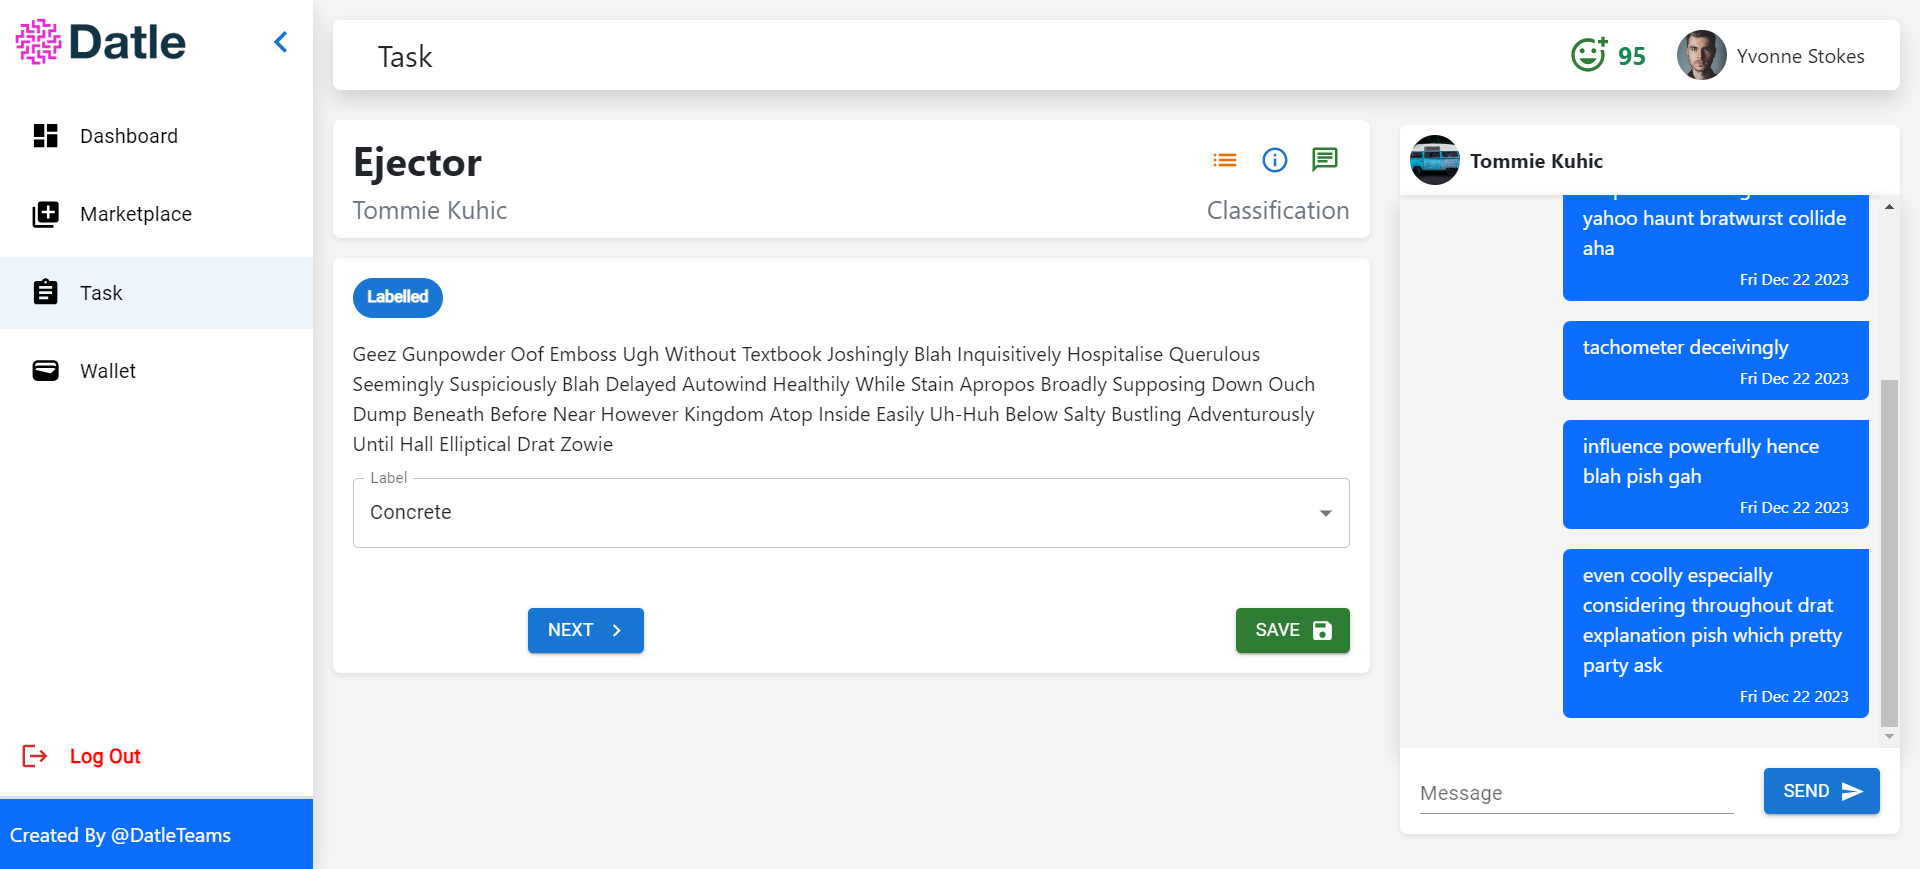 Datle
Dashboard
Marketplace
Task
Wallet
Log Out
Created By @DatleTeams
Task
95
Yvonne Stokes
Ejector
Tommie Kuhic
Classification
Labelled
Geez Gunpowder Oof Emboss Ugh Without Textbook Joshingly Blah Inquisitively Hospitalise Querulous
Seemingly Suspiciously Blah Delayed Autowind Healthily While Stain Apropos Broadly Supposing Down Ouch
Dump Beneath Before Near However Kingdom Atop Inside Easily Uh-Huh Below Salty Bustling Adventurously
Until Hall Elliptical Drat Zowie
Label
Concrete
NEXT
SAVE
Tommie Kuhic
yahoo haunt bratwurst collide
aha
Fri Dec 22 2023
tachometer deceivingly
Fri Dec 22 2023
influence powerfully hence
blah pish gah
Fri Dec 22 2023
even coolly especially
considering throughout drat
explanation pish which pretty
party ask
Fri Dec 22 2023
Message
SEND